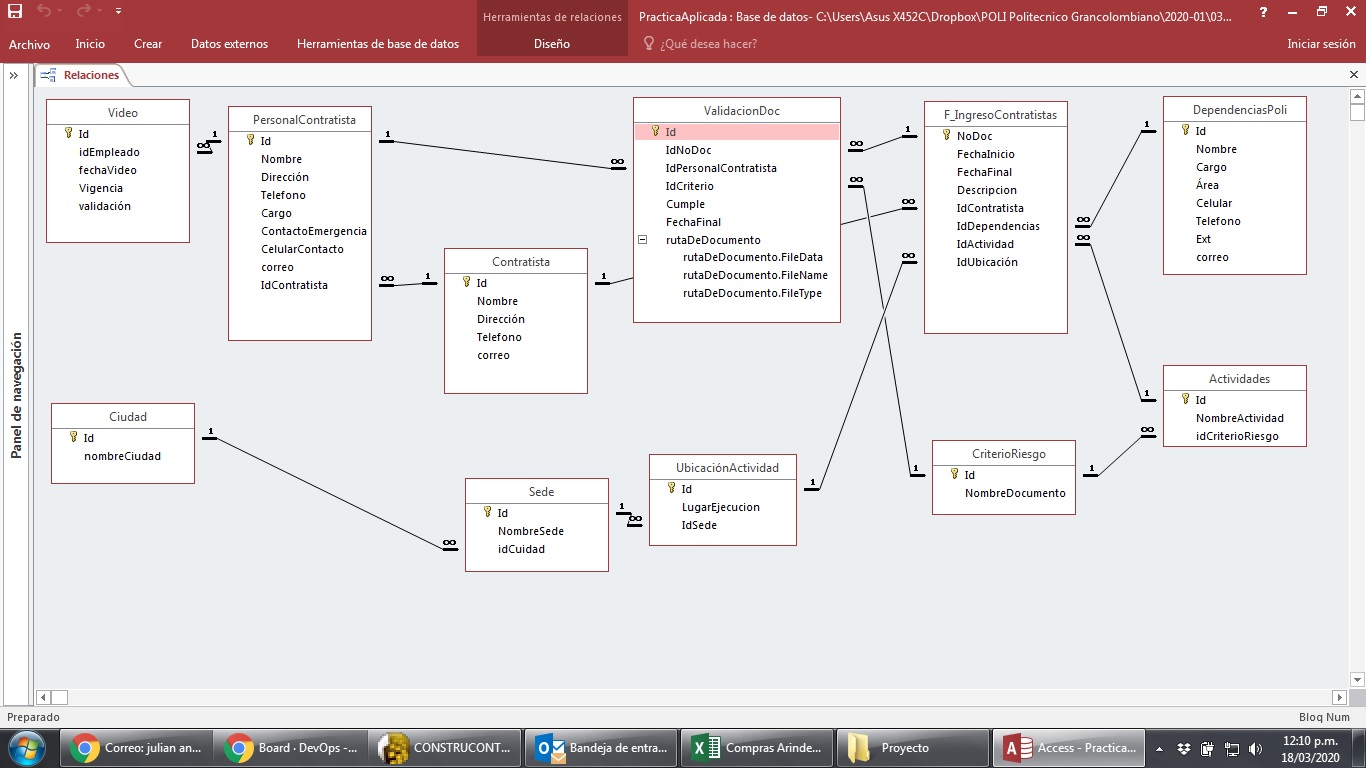 Herramientas de relaciones
PracticaAplicada : Base de datos- C:\Users\Asus X452C\Dropbox\POLI Politecnico Grancolombiano\2020-01\03...
?
Archivo
Inicio
Crear
Datos externos
Herramientas de base de datos
Diseño
¿Qué desea hacer?
Iniciar sesión
»
Relaciones
Panel de navegación
Video
Id
idEmpleado
fechaVideo
Vigencia
validación
PersonalContratista
Id
Nombre
Dirección
Telefono
Cargo
ContactoEmergencia
CelularContacto
correo
IdContratista
Contratista
Id
Nombre
Dirección
Telefono
correo
ValidacionDoc
Id
IdNoDoc
IdPersonalContratista
IdCriterio
Cumple
FechaFinal
rutaDeDocumento
rutaDeDocumento.FileData
rutaDeDocumento.FileName
rutaDeDocumento.FileType
F_IngresoContratistas
NoDoc
FechaInicio
FechaFinal
Descripcion
IdContratista
IdDependencias
IdActividad
IdUbicación
DependenciasPoli
Id
Nombre
Cargo
Área
Celular
Telefono
Ext
correo
Actividades
Id
NombreActividad
idCriterioRiesgo
Ciudad
Id
nombreCiudad
Sede
Id
NombreSede
idCuidad
UbicaciónActividad
Id
LugarEjecucion
IdSede
CriterioRiesgo
Id
NombreDocumento
1
∞
1
∞
∞
1
1
∞
∞
1
∞
1
∞
1
∞
1
∞
1
1
∞
1
∞
1
∞
Preparado
Bloq Num
Correo: julian an...
Board · DevOps -...
CONSTRUCONT...
Bandeja de entra...
Compras Arinde...
Proyecto
Access - Practica...
12:10 p.m.
18/03/2020